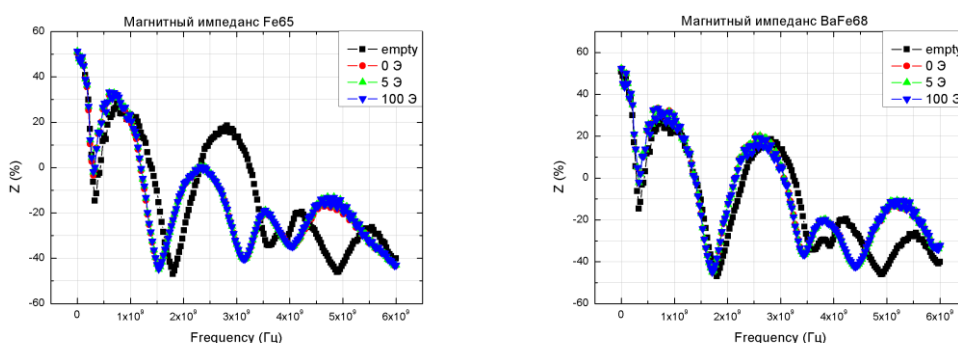 Магнитный импеданс Fe65
empty
0 Э
5 Э
100 Э
60
40
20
0
-20
-40
-60
Z (%)
0
1x10⁹
2x10⁹
3x10⁹
4x10⁹
5x10⁹
6x10⁹
Frequency (Гц)
Магнитный импеданс BaFe68
empty
0 Э
5 Э
100 Э
60
40
20
0
-20
-40
-60
Z (%)
0
1x10⁹
2x10⁹
3x10⁹
4x10⁹
5x10⁹
6x10⁹
Frequency (Гц)